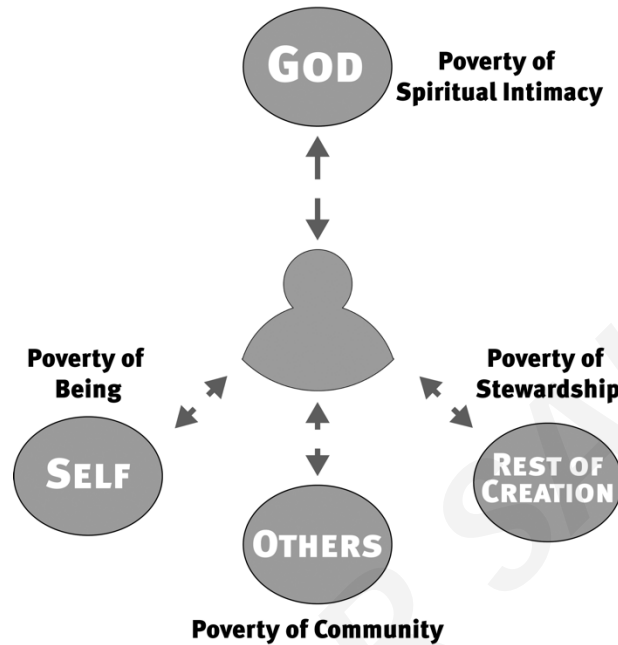 GOD
Poverty of
Spiritual Intimacy
Poverty of
Being
SELF
Poverty of
Stewardship
REST OF
CREATION
OTHERS
Poverty of Community